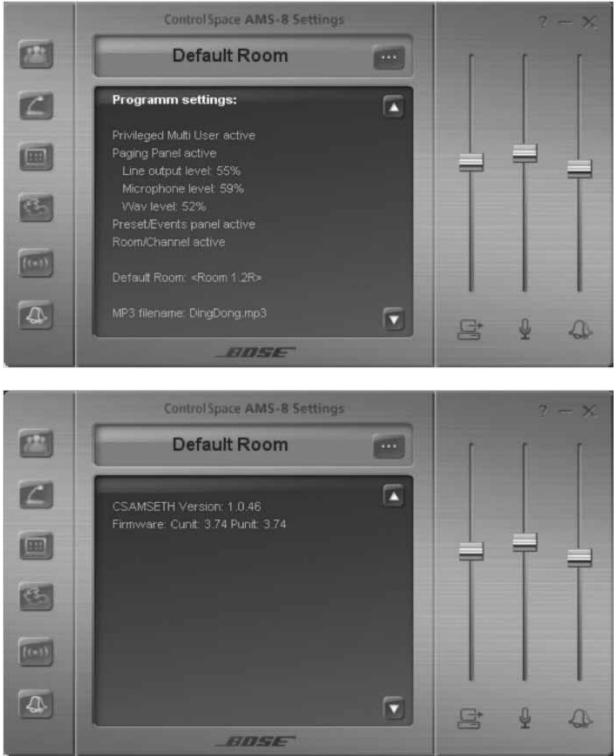 ControlSpace AMS-8 Settings
? — ×
Default Room
...
Programm settings:
Privileged Multi User active
Paging Panel active
Line output level: 55%
Microphone level: 59%
Wav level: 52%
Preset/Events panel active
Room/Channel active
Default Room: <Room 1.2R>
MP3 filename: DingDong.mp3
BOSE
ControlSpace AMS-8 Settings
? — ×
Default Room
...
CSAMSETH Version: 1.0.46
Firmware: Cunit: 3.74 Punit: 3.74
BOSE